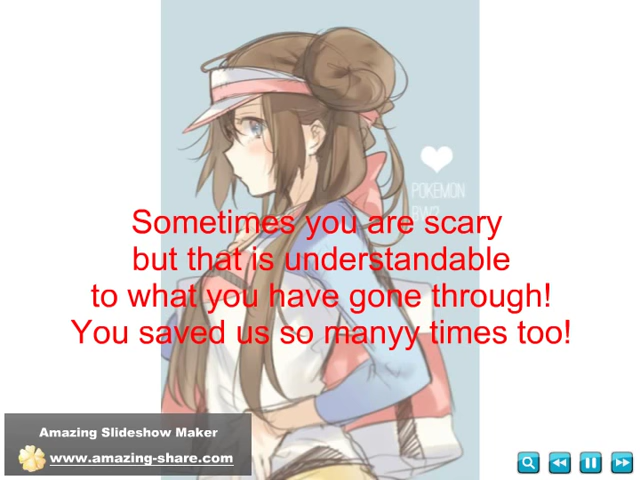 POKEMON
BW2
Sometimes you are scary
but that is understandable
to what you have gone through!
You saved us so manyy times too!
Amazing Slideshow Maker
www.amazing-share.com